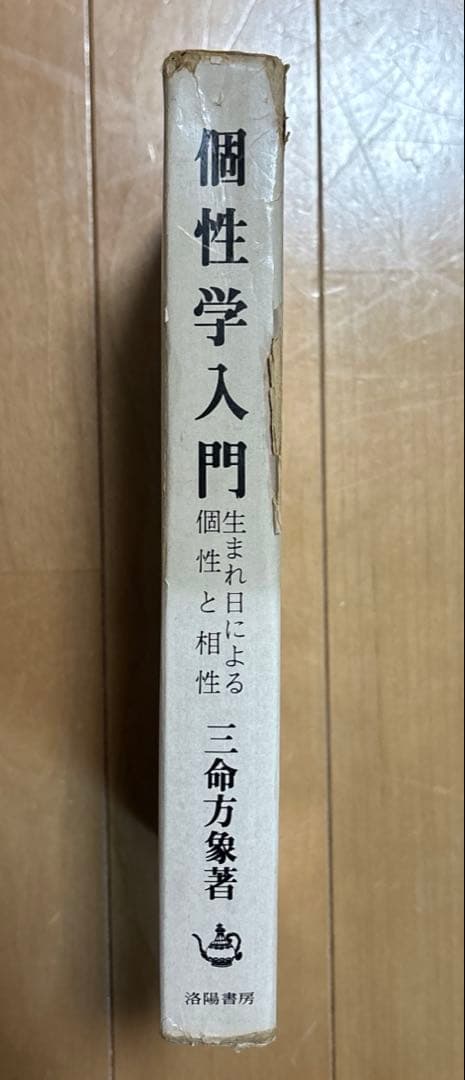 個性学入門
生まれ日による
個性と相性
三命方象著
洛陽書房